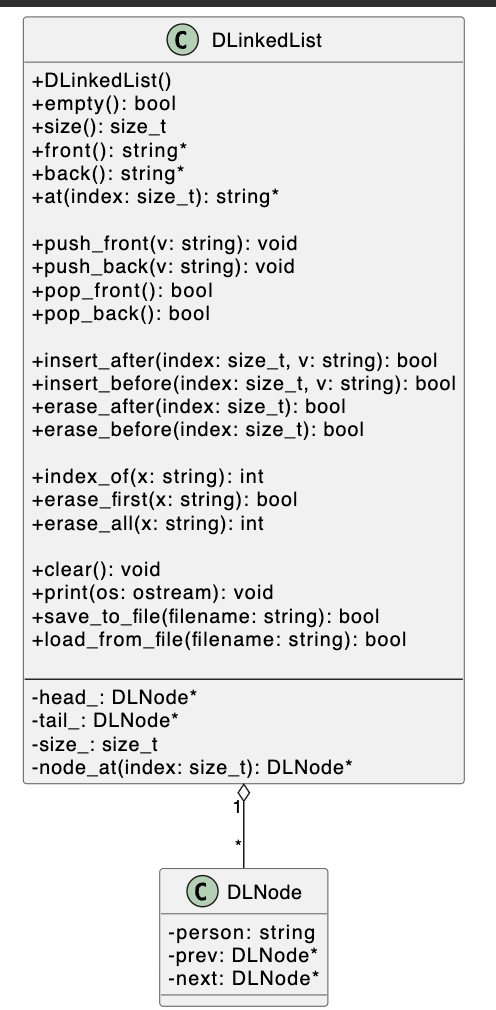 C DLinkedList
+DLinkedList()
+empty(): bool
+size(): size_t
+front(): string*
+back(): string*
+at(index: size_t): string*
+push_front(v: string): void
+push_back(v: string): void
+pop_front(): bool
+pop_back(): bool
+insert_after(index: size_t, v: string): bool
+insert_before(index: size_t, v: string): bool
+erase_after(index: size_t): bool
+erase_before(index: size_t): bool
+index_of(x: string): int
+erase_first(x: string): bool
+erase_all(x: string): int
+clear(): void
+print(os: ostream): void
+save_to_file(filename: string): bool
+load_from_file(filename: string): bool
-head_: DLNode*
-tail_: DLNode*
-size_: size_t
-node_at(index: size_t): DLNode*
1
*
C DLNode
-person: string
-prev: DLNode*
-next: DLNode*